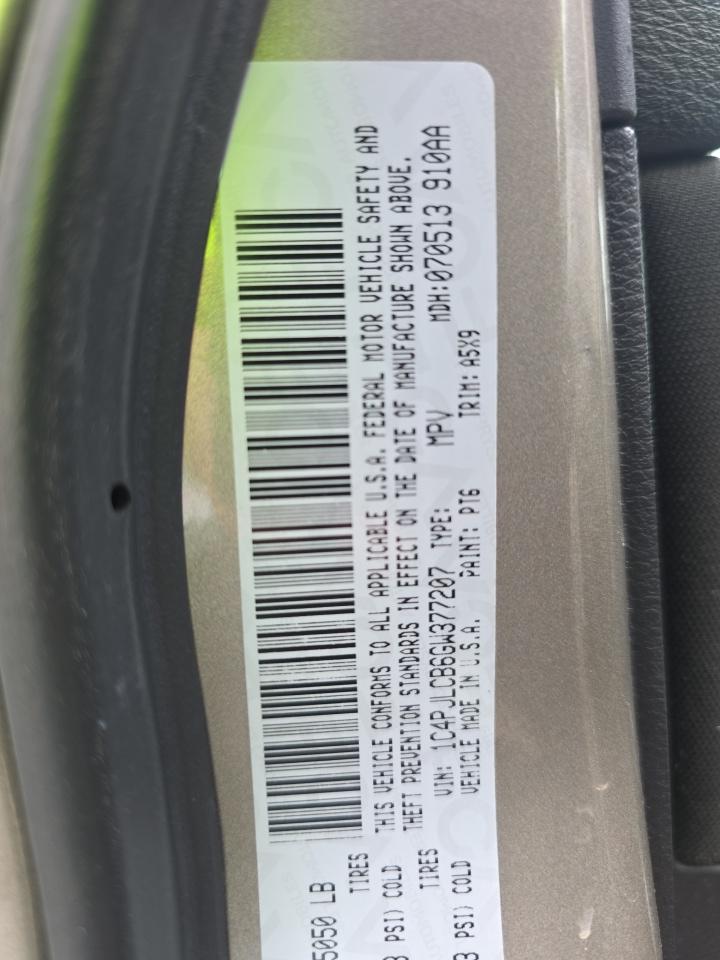 5050 LB
TIRES
THIS VEHICLE CONFORMS TO ALL APPLICABLE U.S.A. FEDERAL MOTOR VEHICLE SAFETY AND
PSI) COLD
THEFT PREVENTION STANDARDS IN EFFECT ON THE DATE OF MANUFACTURE SHOWN ABOVE.
TIRES
VIN: 1C4PJLCB6GW377207 TYPE: MPV MDH:070513 910AA
PSI) COLD
VEHICLE MADE IN U.S.A. PAINT: PT6 TRIM: A5X9